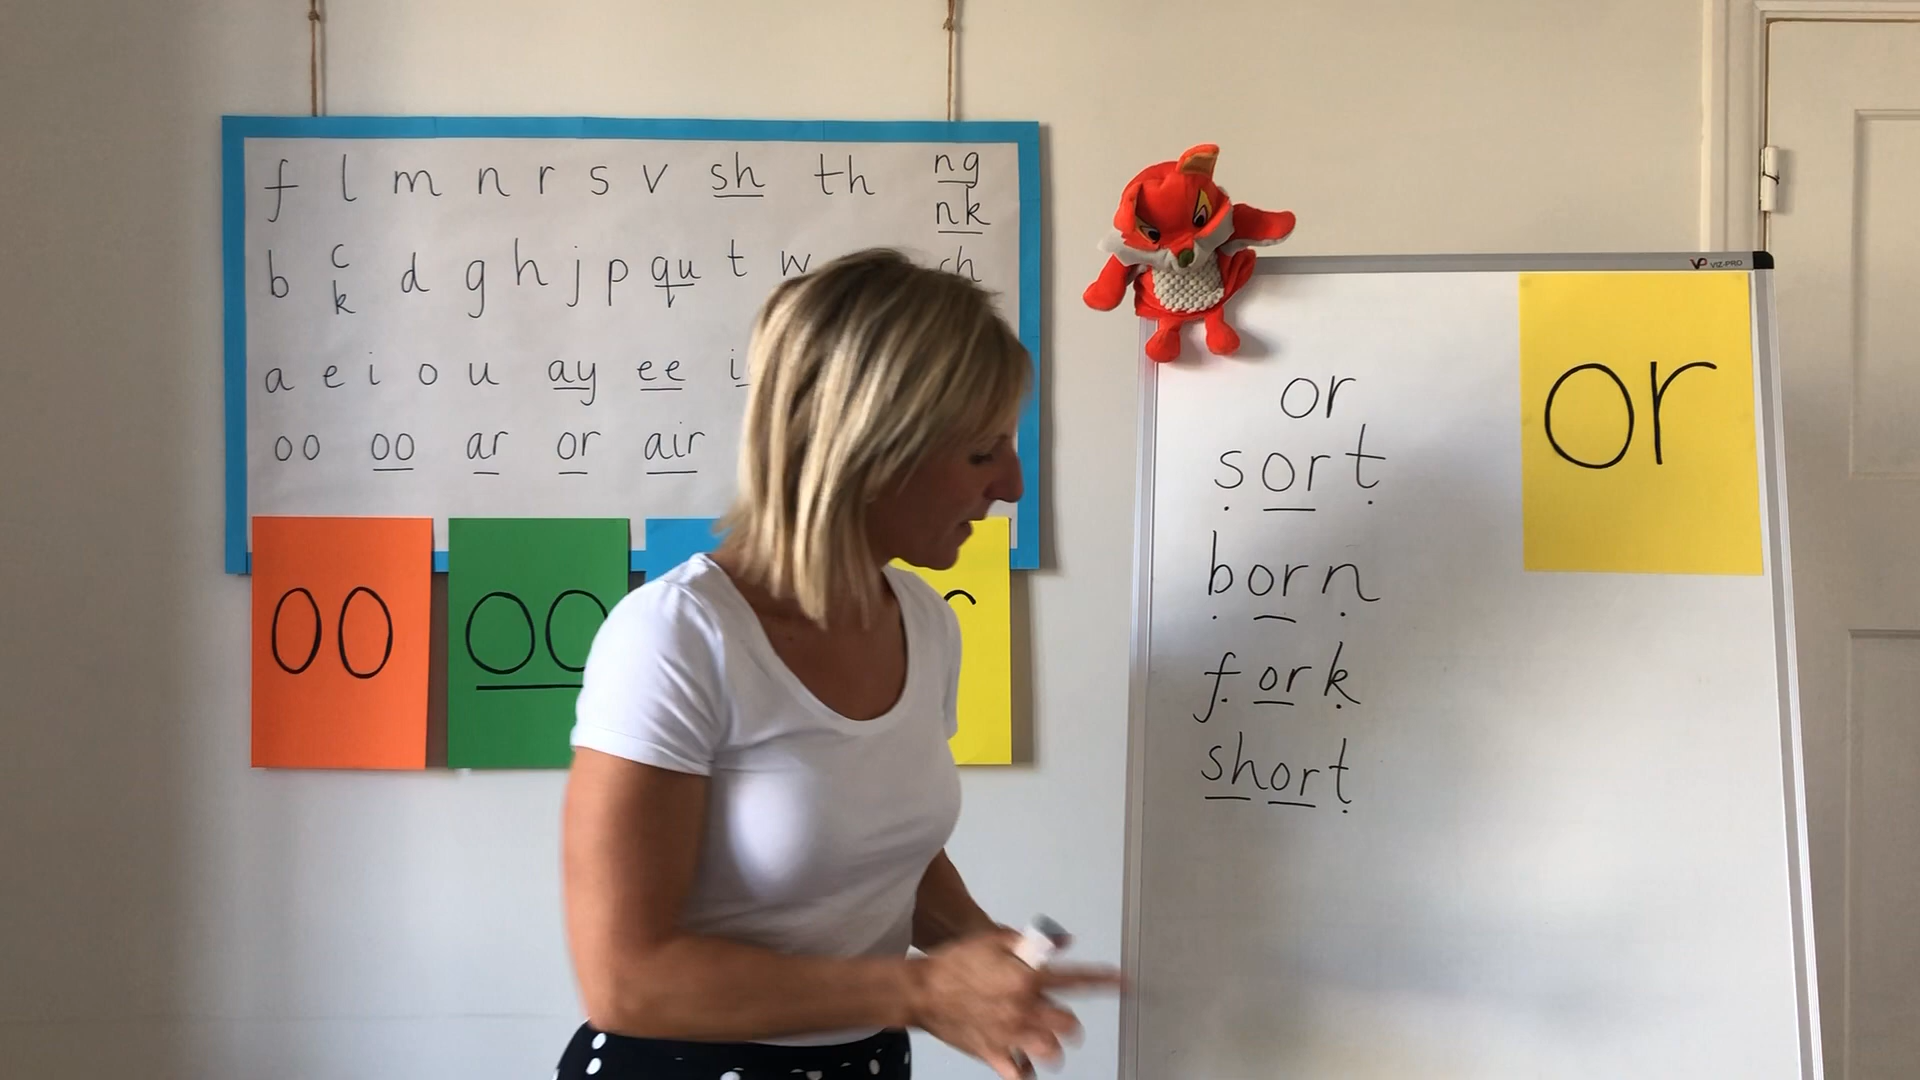 f l m n r s v sh th ng
nk
b c d g h j p qu t w ch
k
a e i o u ay ee
oo oo ar or air
oo
oo
VIZ-PRO
or
or
sort
born
fork
short